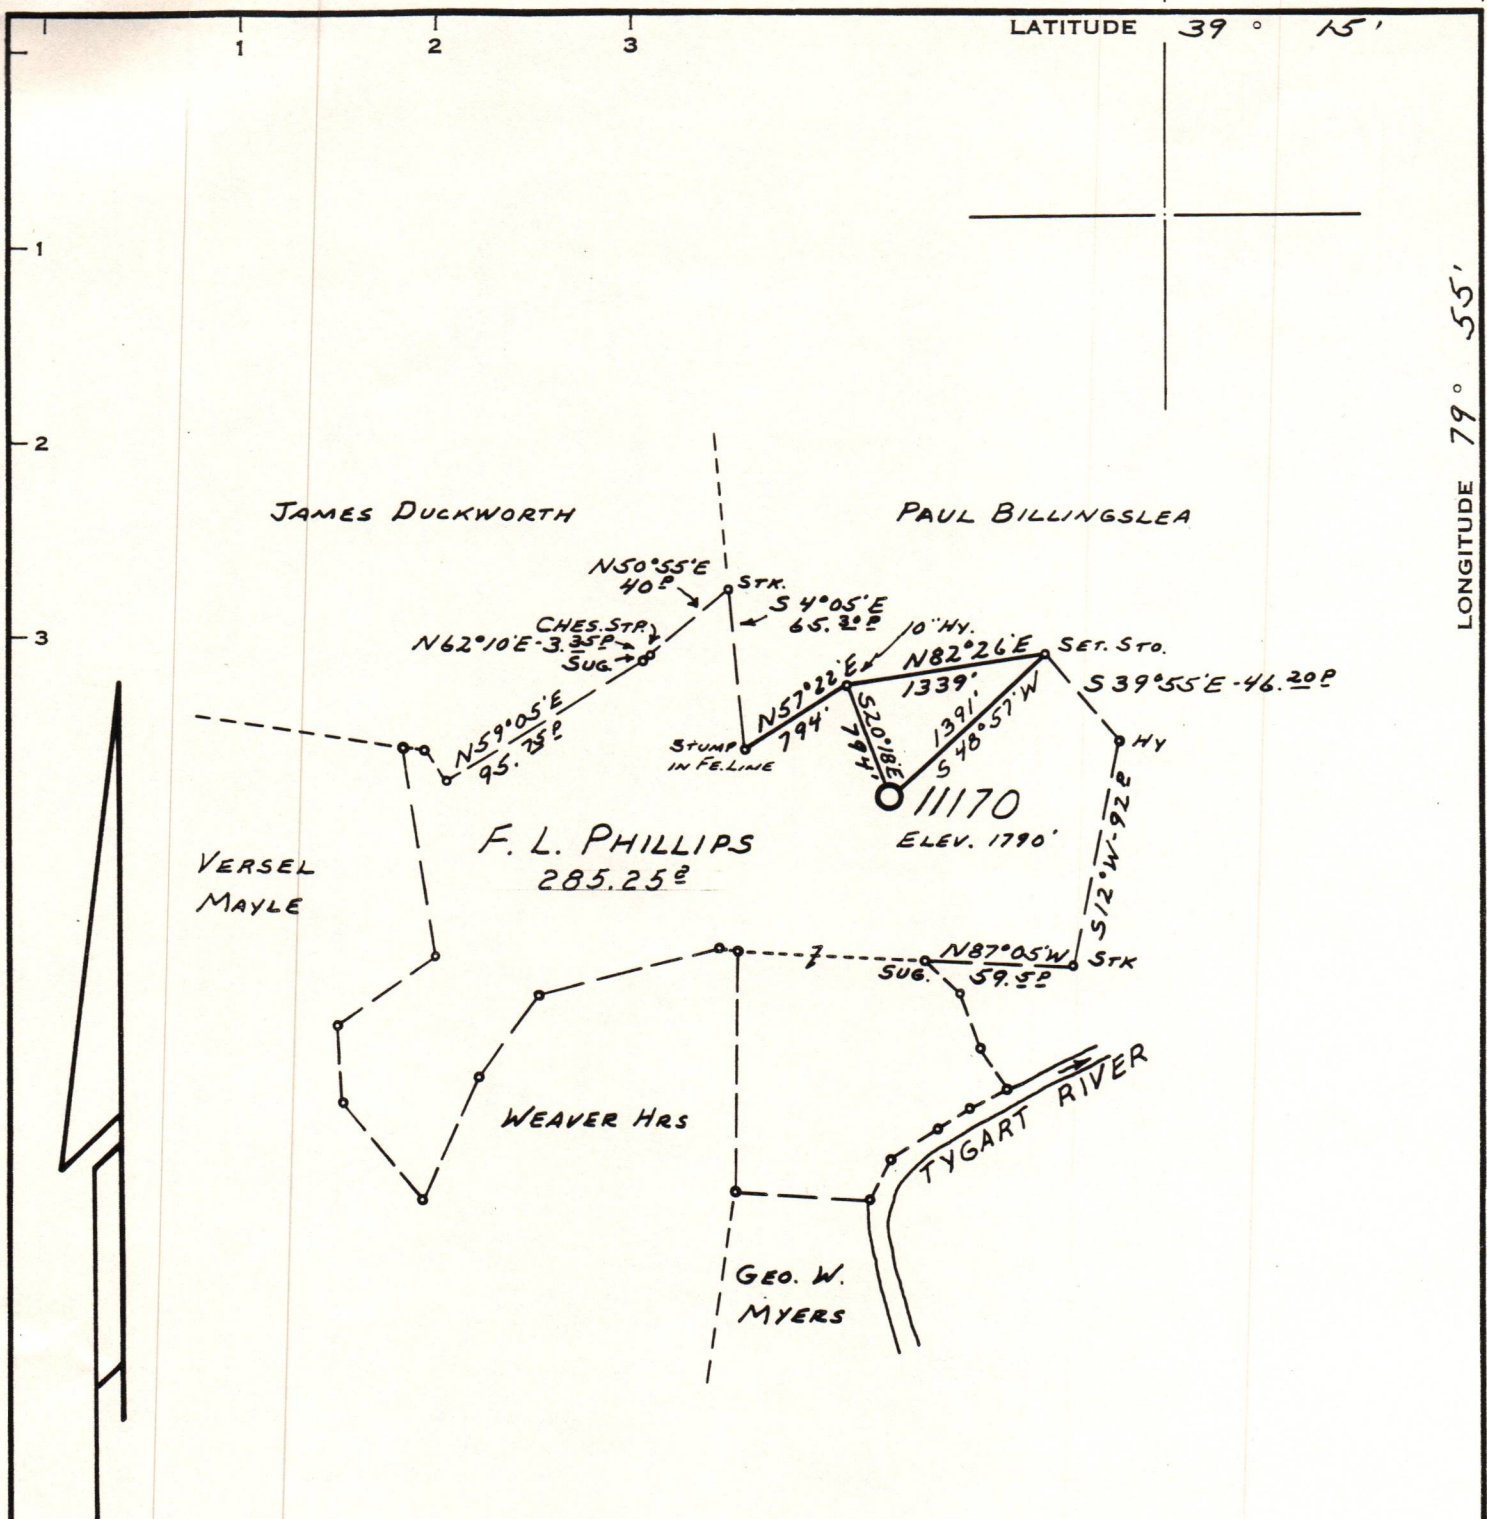 LATITUDE 39° 15'
1 2 3
1
2
3
LONGITUDE 79° 55'
JAMES DUCKWORTH
PAUL BILLINGSLEA
N50°55'E
40P
STK.
S 4°05'E
65.30P
CHES. STP.
N62°10'E-3.35P
SUG.
10" HY.
N82°26'E
1339'
SET. STO.
S39°55'E-46.20P
N57°22'E
794'
S20°18'E
794'
1391'
S 48°57'W
HY
N59°05'E
95.75P
STUMP
IN FE.LINE
11170
ELEV. 1790'
S12°W-92P
F. L. PHILLIPS
285.25a
VERSEL
MAYLE
N87°05'W
59.5P
SUG.
STK
WEAVER HRS
TYGART RIVER
GEO. W.
MYERS